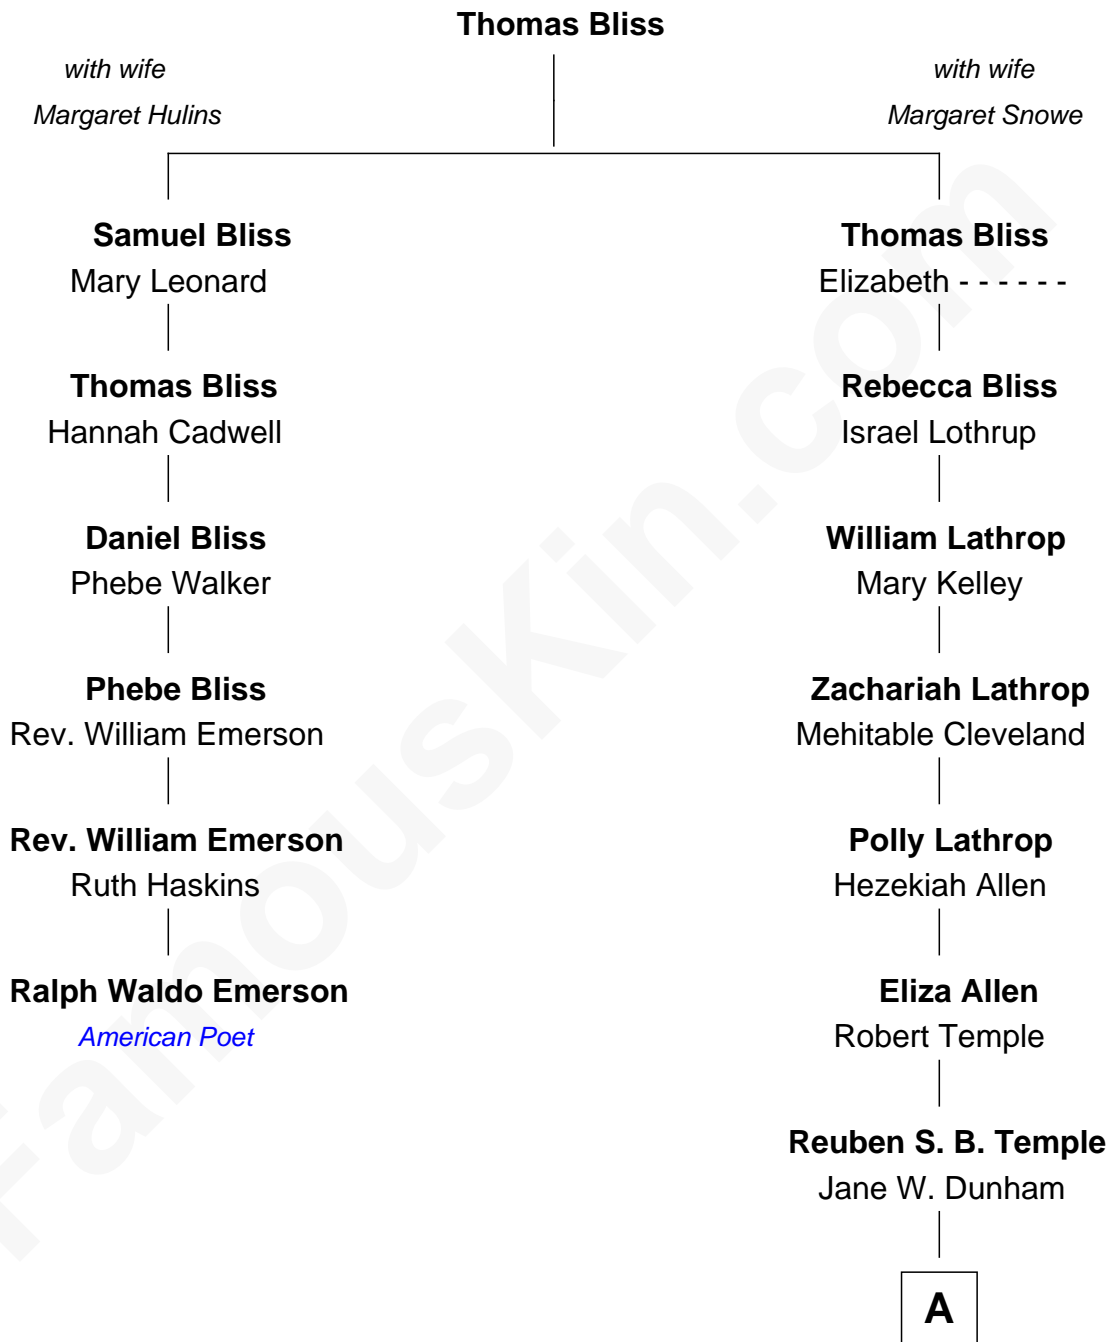 Thomas Bliss
with wife
Margaret Hulins
with wife
Margaret Snowe
Samuel Bliss
Mary Leonard
Thomas Bliss
Hannah Cadwell
Daniel Bliss
Phebe Walker
Phebe Bliss
Rev. William Emerson
Rev. William Emerson
Ruth Haskins
Ralph Waldo Emerson
American Poet
Thomas Bliss
Elizabeth - - - - - -
Rebecca Bliss
Israel Lothrup
William Lathrop
Mary Kelley
Zachariah Lathrop
Mehitable Cleveland
Polly Lathrop
Hezekiah Allen
Eliza Allen
Robert Temple
Reuben S. B. Temple
Jane W. Dunham
A
FamousKin.com